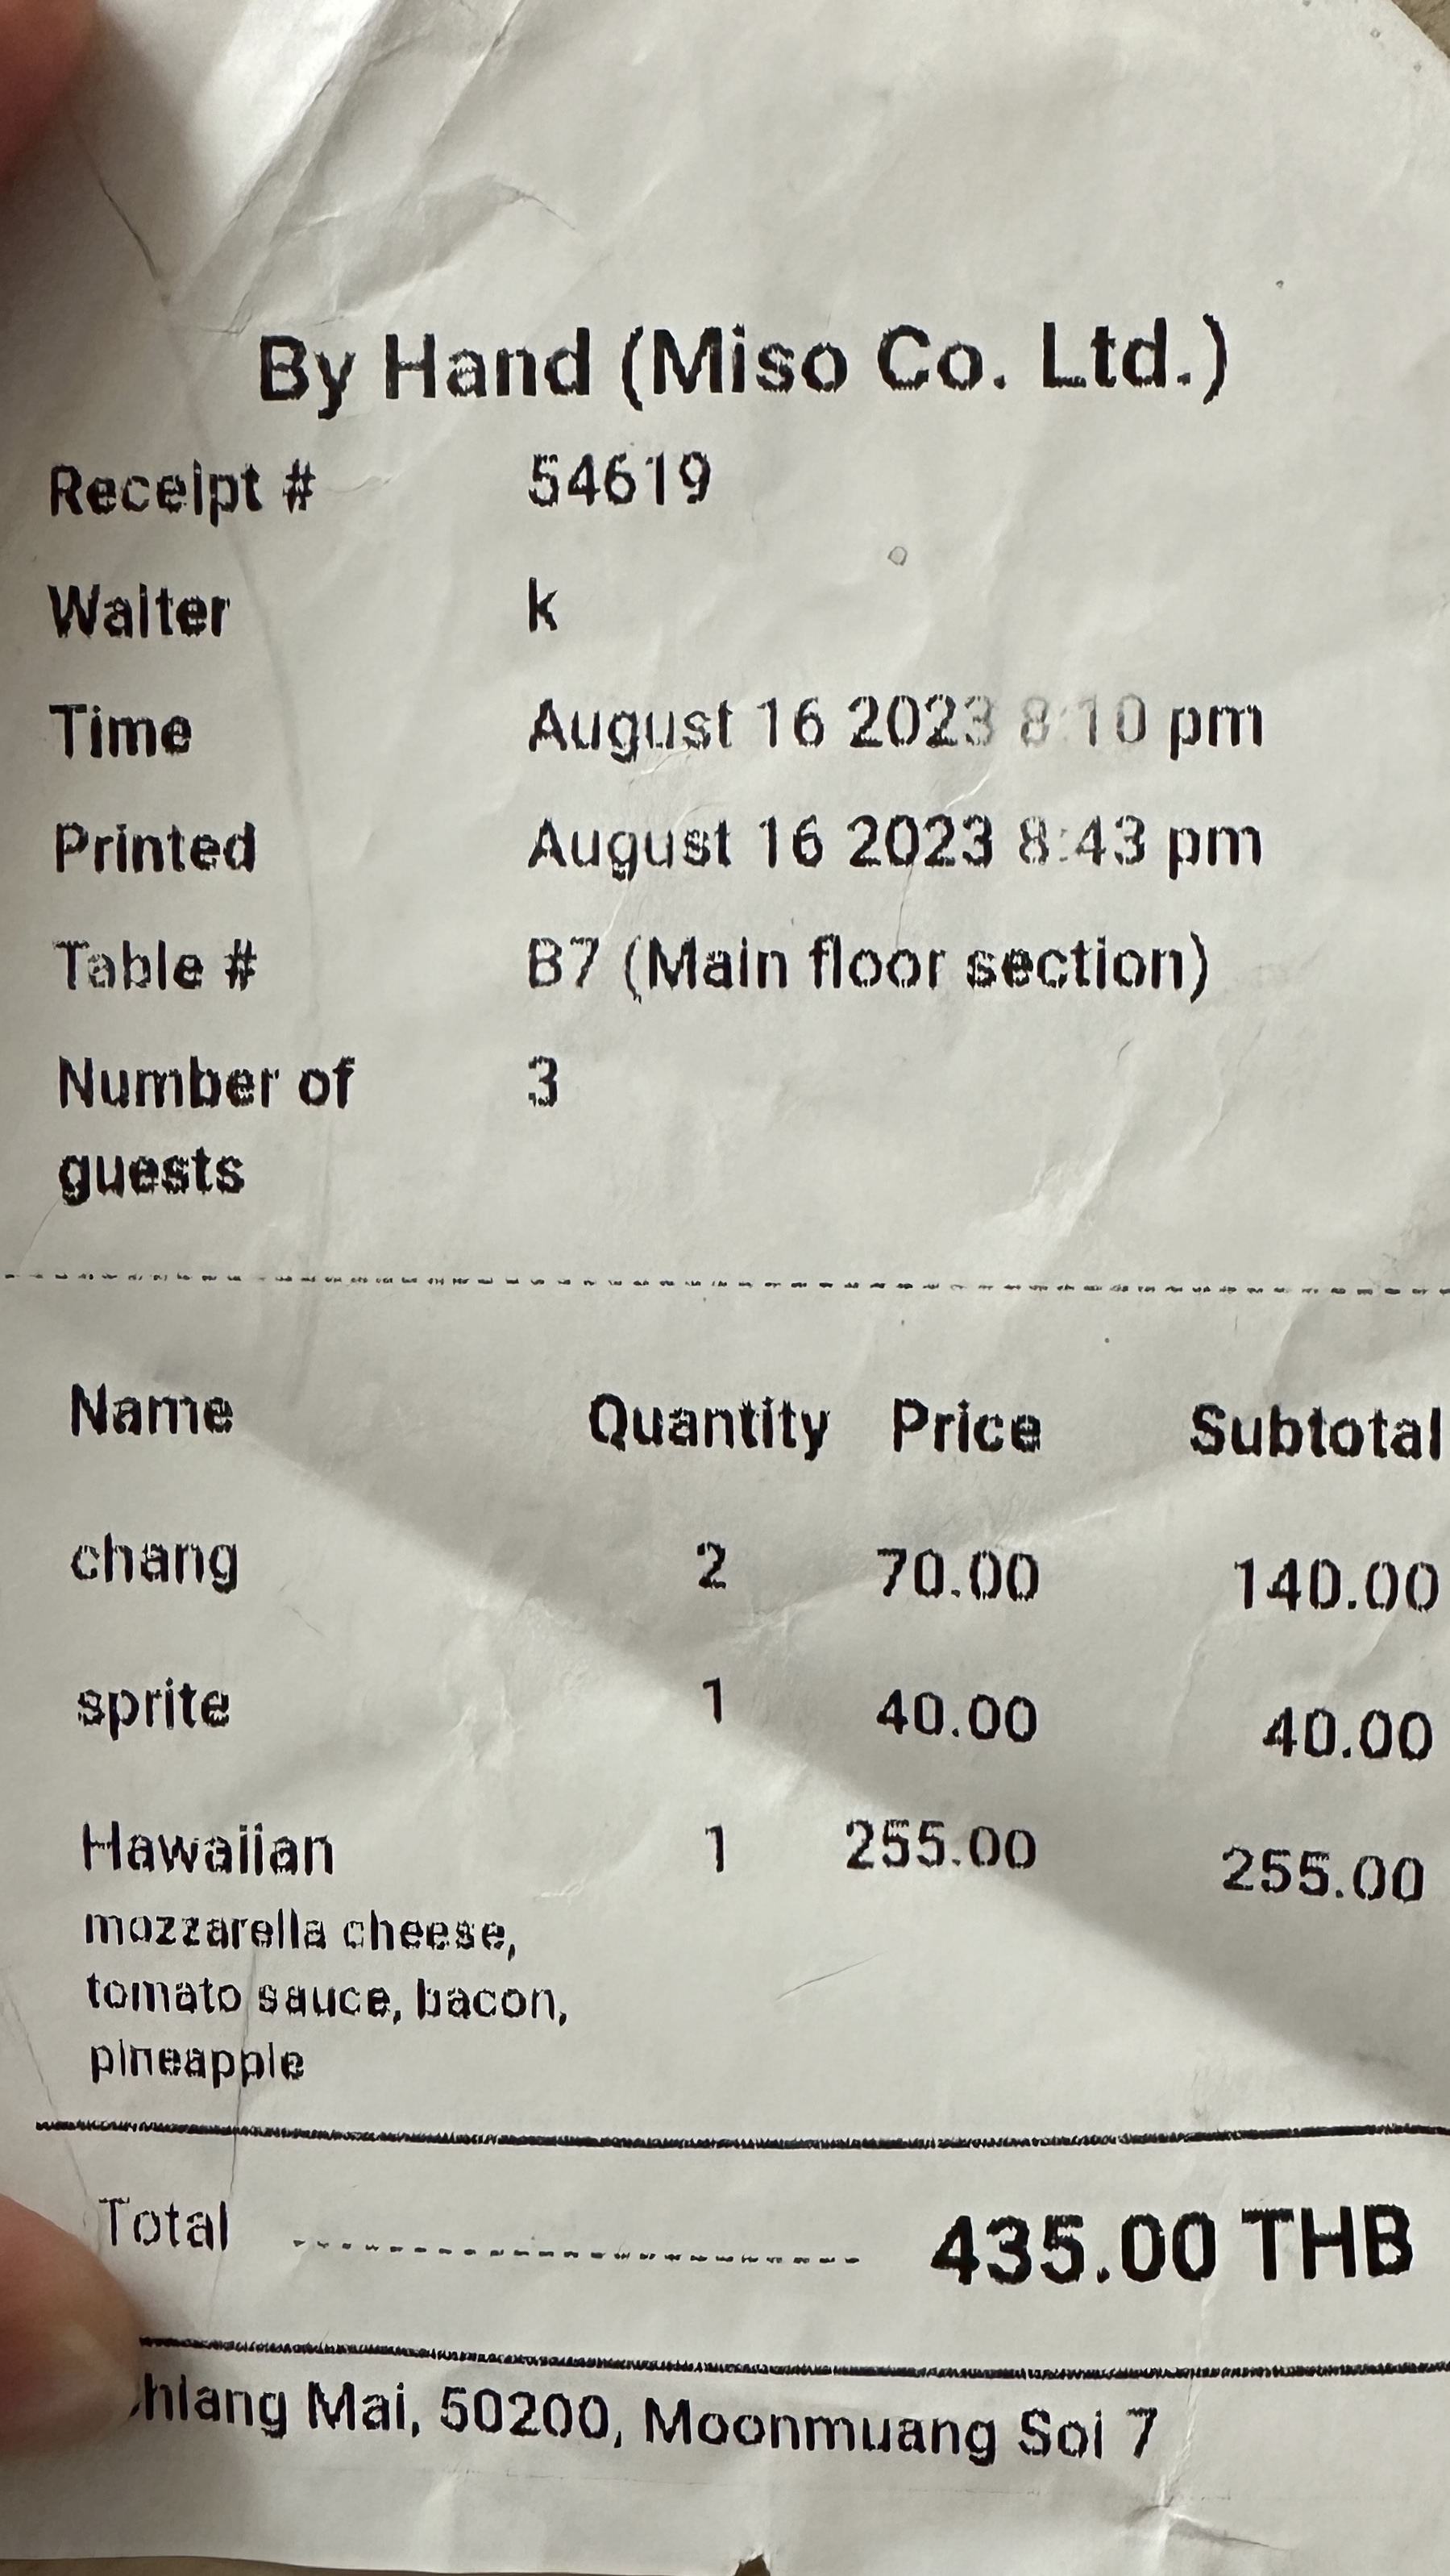 By Hand (Miso Co. Ltd.)
Receipt # 54619
Waiter k
Time August 16 2023 8:10 pm
Printed August 16 2023 8:43 pm
Table # B7 (Main floor section)
Number of guests 3
Name Quantity Price Subtotal
chang 2 70.00 140.00
sprite 1 40.00 40.00
Hawaiian 1 255.00 255.00
mozzarella cheese,
tomato sauce, bacon,
pineapple
Total 435.00 THB
hiang Mai, 50200, Moonmuang Soi 7